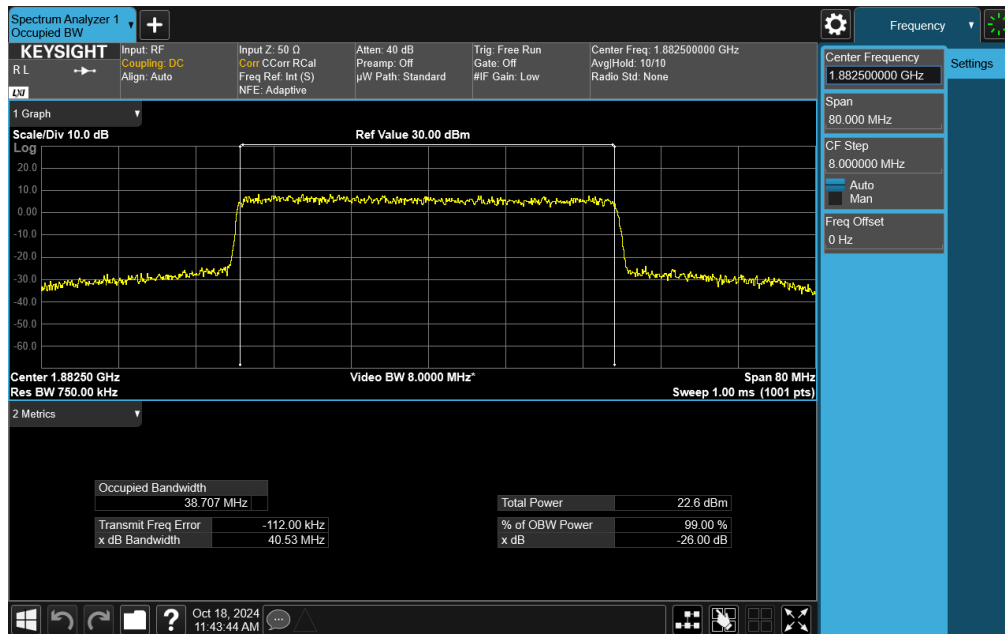 Spectrum Analyzer 1
Occupied BW
Frequency
KEYSIGHT
R L
LXI
Input: RF
Coupling: DC
Align: Auto
Input Z: 50 Ω
Corr CCorr RCal
Freq Ref: Int (S)
NFE: Adaptive
Atten: 40 dB
Preamp: Off
µW Path: Standard
Trig: Free Run
Gate: Off
#IF Gain: Low
Center Freq: 1.882500000 GHz
Avg|Hold: 10/10
Radio Std: None
Center Frequency
1.882500000 GHz
Settings
Span
80.000 MHz
CF Step
8.000000 MHz
Auto
Man
Freq Offset
0 Hz
1 Graph
Scale/Div 10.0 dB
Ref Value 30.00 dBm
Log
20.0
10.0
0.00
-10.0
-20.0
-30.0
-40.0
-50.0
-60.0
Center 1.88250 GHz
Video BW 8.0000 MHz*
Span 80 MHz
Res BW 750.00 kHz
Sweep 1.00 ms (1001 pts)
2 Metrics
Occupied Bandwidth
38.707 MHz
Total Power 22.6 dBm
Transmit Freq Error -112.00 kHz
% of OBW Power 99.00 %
x dB Bandwidth 40.53 MHz
x dB -26.00 dB
?
Oct 18, 2024
11:43:44 AM